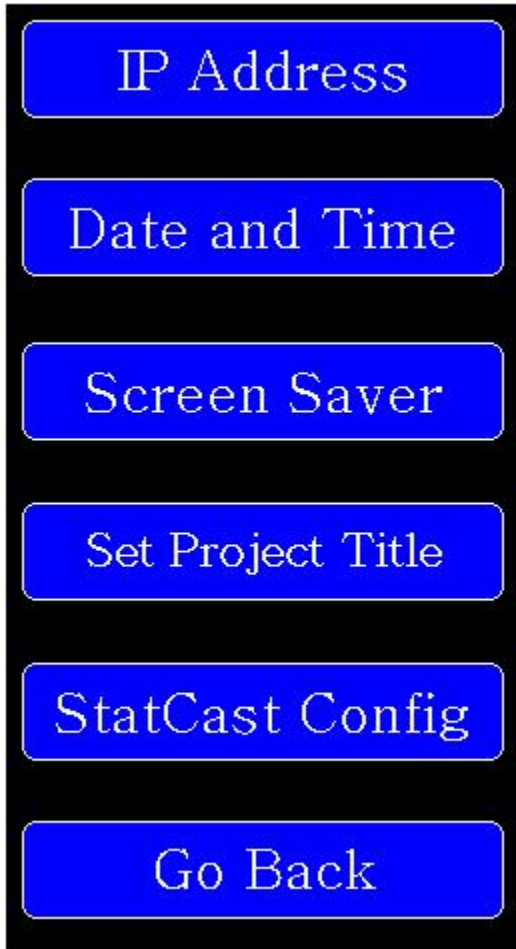 IP Address
Date and Time
Screen Saver
Set Project Title
StatCast Config
Go Back